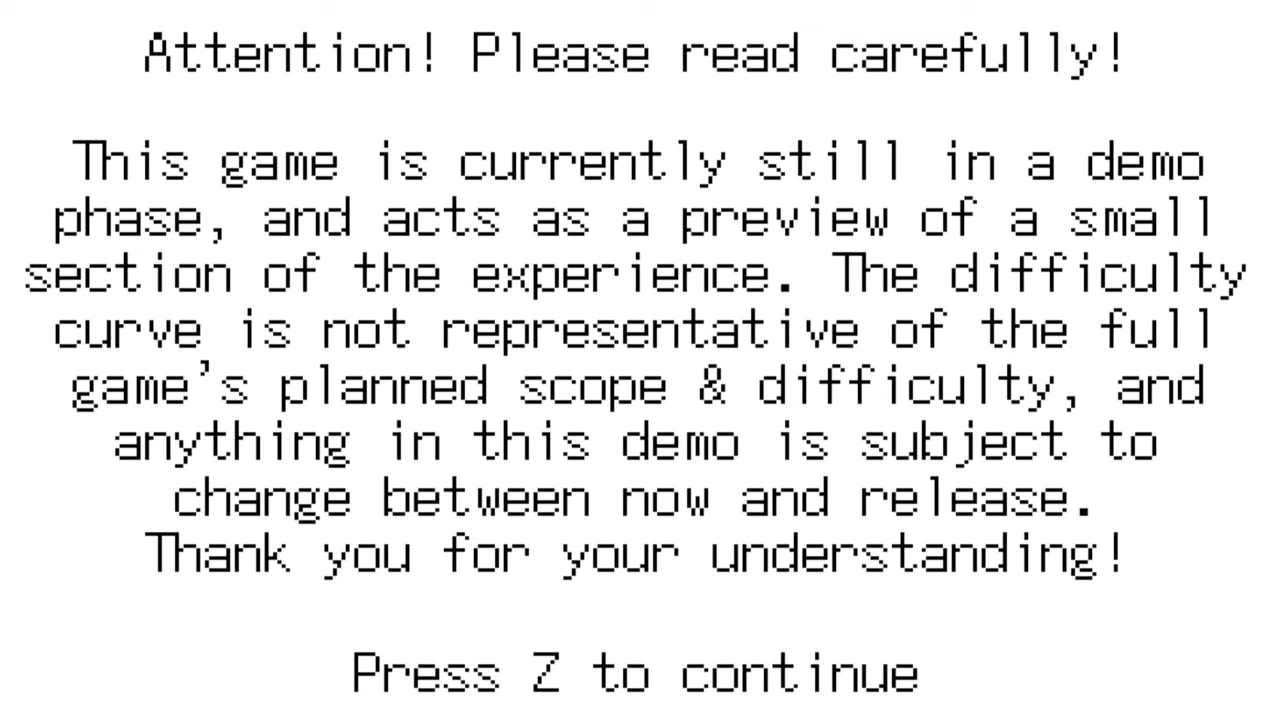 Attention! Please read carefully!
This game is currently still in a demo
phase, and acts as a preview of a small
section of the experience. The difficulty
curve is not representative of the full
game's planned scope & difficulty, and
anything in this demo is subject to
change between now and release.
Thank you for your understanding!
Press Z to continue